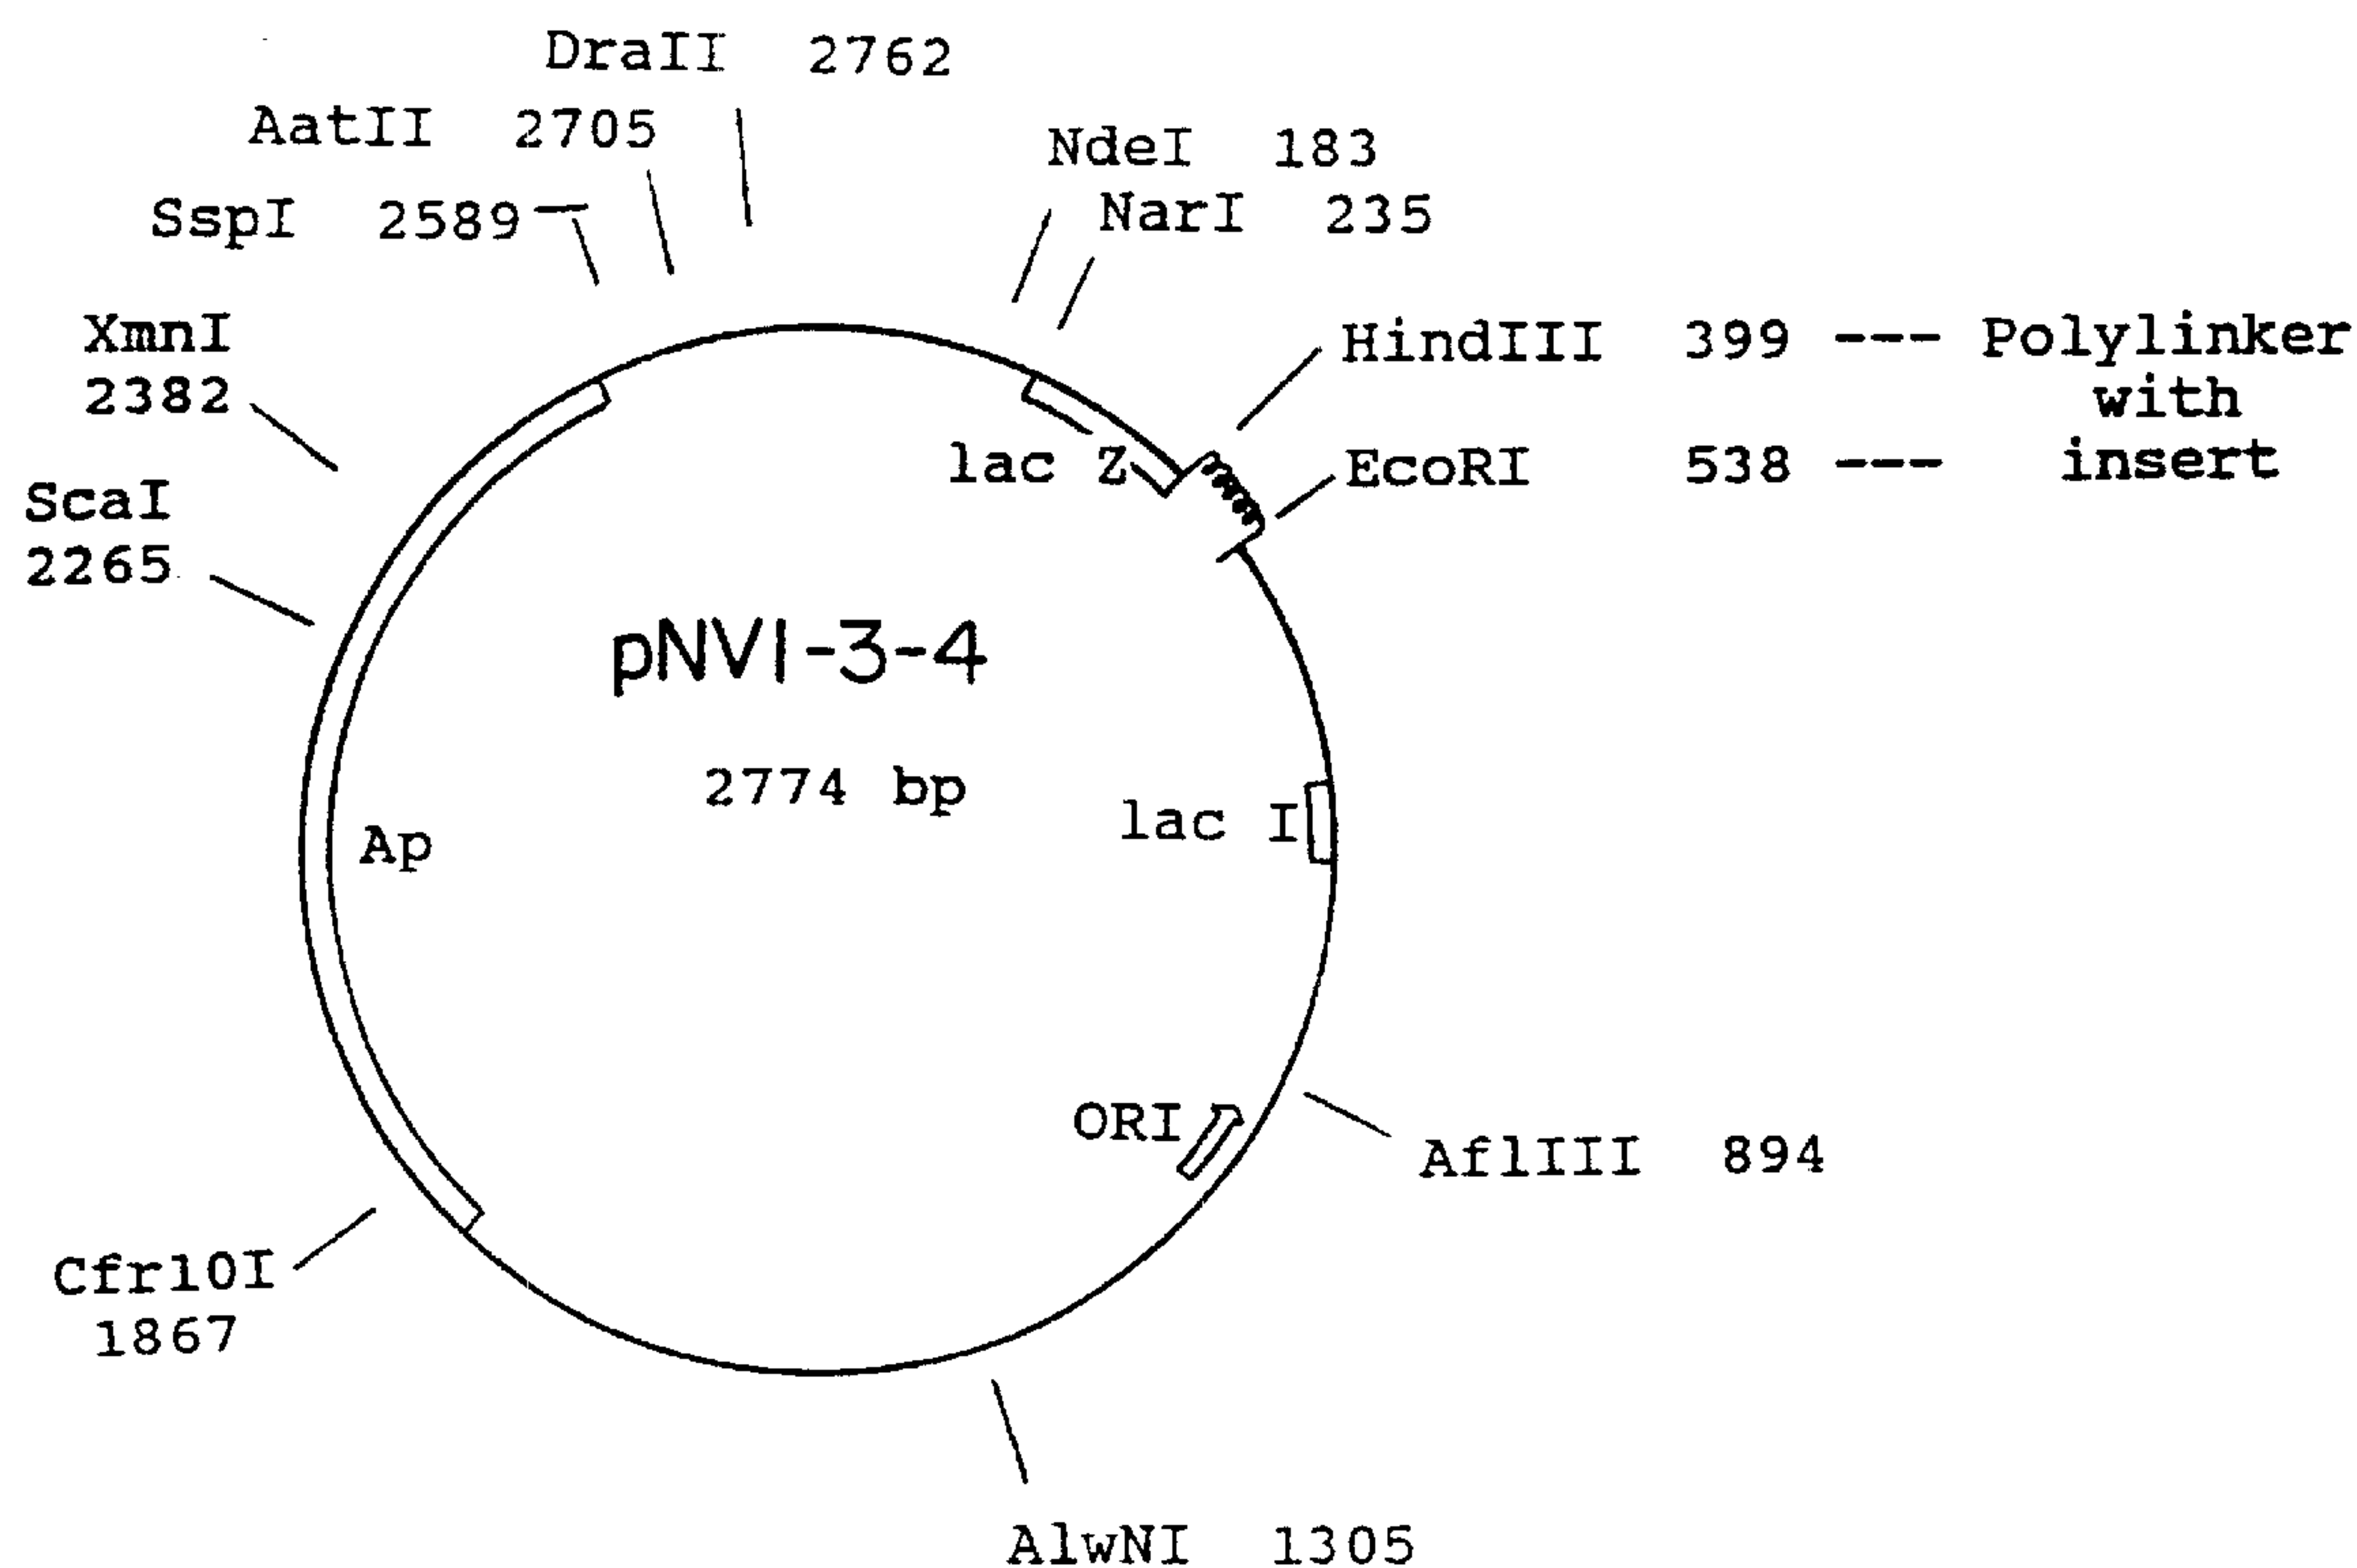 DraII 2762
AatII 2705
NdeI 183
SspI 2589
NarI 235
XmnI
2382
HindIII 399 --- Polylinker
with
lac Z
EcoRI 538 --- insert
ScaI
2265
pNVI-3-4
2774 bp
lac I
Ap
ORI
AflIII 894
Cfr10I
1867
AlwNI 1305